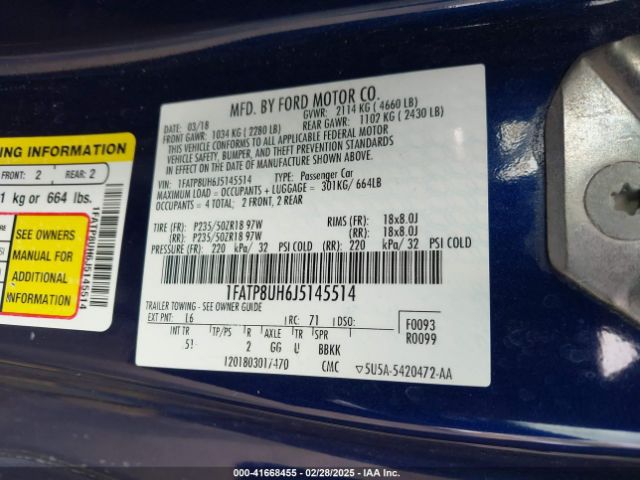 MFD. BY FORD MOTOR CO.
DATE: 03/18
GVWR: 2114 KG ( 4660 LB)
FRONT GAWR: 1034 KG ( 2280 LB)
REAR GAWR: 1102 KG ( 2430 LB)
THIS VEHICLE CONFORMS TO ALL APPLICABLE FEDERAL MOTOR
VEHICLE SAFETY, BUMPER, AND THEFT PREVENTION STANDARDS
IN EFFECT ON THE DATE OF MANUFACTURE SHOWN ABOVE.
VIN: 1FATP8UH6J5145514 TYPE: Passenger Car
MAXIMUM LOAD = OCCUPANTS + LUGGAGE = 301KG/ 664LB
OCCUPANTS = 4 TOTAL; 2 FRONT, 2 REAR
TIRE (FR): P235/50ZR18 97W RIMS (FR): 18x8.0J
(RR): P235/50ZR18 97W (RR): 18x8.0J
PRESSURE (FR): 220 kPa/ 32 PSI COLD (RR): 220 kPa/ 32 PSI COLD
1FATP8UH6J5145514
TRAILER TOWING - SEE OWNER GUIDE
EXT PNT: L6 RC: 71 DSO:
F0093
R0099
INT TR TP/PS R AXLE TR SPR
2 GG U BBKK
CMC 5U5A-5420472-AA
ING INFORMATION
FRONT: 2 REAR: 2
1 kg or 664 lbs.
SEE OWNERS
MANUAL FOR
ADDITIONAL
INFORMATION
1FATP8UH6J5145514
000-41668455 - 02/28/2025 - IAAI.com